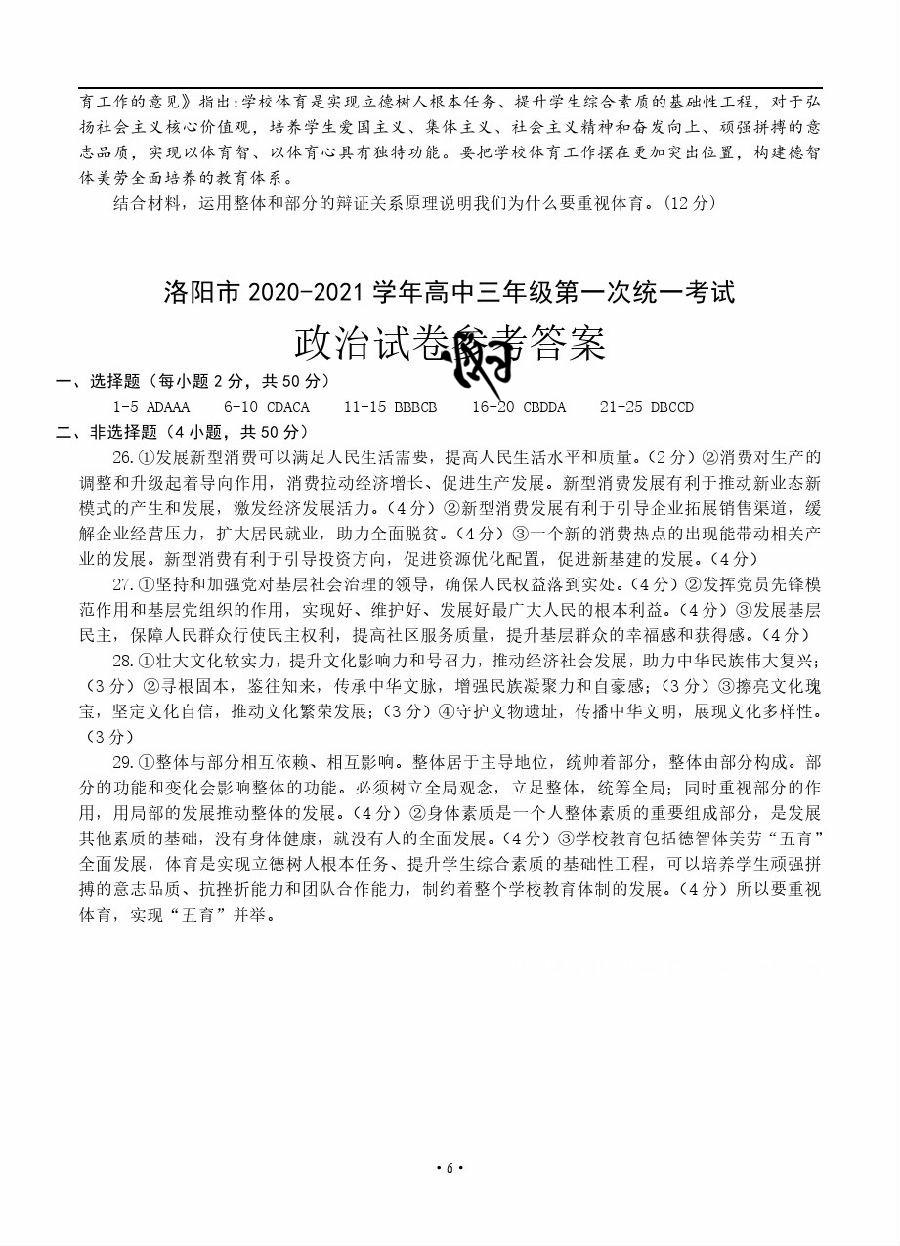 育工作的意见》指出:学校体育是实现立德树人根本任务、提升学生综合素质的基础性工程，对于弘
扬社会主义核心价值观，培养学生爱国主义、集体主义、社会主义精神和奋发向上、顽强拼搏的意
志品质，实现以体育智、以体育心具有独特功能。要把学校体育工作摆在更加突出位置，构建德智
体美劳全面培养的教育体系。
结合材料，运用整体和部分的辩证关系原理说明我们为什么要重视体育。(12分)
洛阳市2020-2021学年高中三年级第一次统一考试
政治试卷参考答案
一、选择题（每小题2分，共50分）
1-5 ADAAA 6-10 CDACA 11-15 BBBCB 16-20 CBDDA 21-25 DBCCD
二、非选择题（4小题，共50分）
26.①发展新型消费可以满足人民生活需要，提高人民生活水平和质量。（2分）②消费对生产的
调整和升级起着导向作用，消费拉动经济增长、促进生产发展。新型消费发展有利于推动新业态新
模式的产生和发展，激发经济发展活力。（4分）②新型消费发展有利于引导企业拓展销售渠道，缓
解企业经营压力，扩大居民就业，助力全面脱贫。（4分）③一个新的消费热点的出现能带动相关产
业的发展。新型消费有利于引导投资方向，促进资源优化配置，促进新基建的发展。（4分）
27.①坚持和加强党对基层社会治理的领导，确保人民权益落到实处。（4分）②发挥党员先锋模
范作用和基层党组织的作用，实现好、维护好、发展好最广大人民的根本利益。（4分）③发展基层
民主，保障人民群众行使民主权利，提高社区服务质量，提升基层群众的幸福感和获得感。（4分）
28.①壮大文化软实力，提升文化影响力和号召力，推动经济社会发展，助力中华民族伟大复兴；
（3分）②寻根固本，鉴往知来，传承中华文脉，增强民族凝聚力和自豪感；（3分）③擦亮文化瑰
宝，坚定文化自信，推动文化繁荣发展；（3分）④守护文物遗址，传播中华文明，展现文化多样性。
（3分）
29.①整体与部分相互依赖、相互影响。整体居于主导地位，统帅着部分，整体由部分构成。部
分的功能和变化会影响整体的功能。必须树立全局观念，立足整体，统筹全局；同时重视部分的作
用，用局部的发展推动整体的发展。（4分）②身体素质是一个人整体素质的重要组成部分，是发展
其他素质的基础，没有身体健康，就没有人的全面发展。（4分）③学校教育包括德智体美劳“五育”
全面发展，体育是实现立德树人根本任务、提升学生综合素质的基础性工程，可以培养学生顽强拼
搏的意志品质、抗挫折能力和团队合作能力，制约着整个学校教育体制的发展。（4分）所以要重视
体育，实现“五育”并举。
·6·